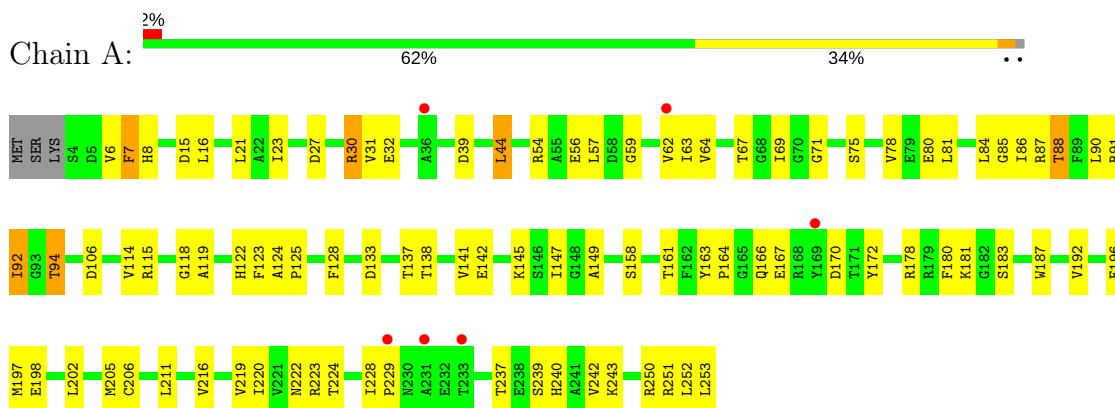 2%
Chain A:
62% 34% . .
MET SER LYS S4 D5 V6 F7 H8 D15 L16 L21 A22 I23 D27 R30 V31 E32 A36 D39 L44 R54 A55 E56 L57 D58 G59 V62 I63 V64 T67 G68 I69 G70 G71 S75 V78 E79 E80 L81 L84 G85 I86 R87 T88 F89 L90 R91
I92 G93 T94 D106 V114 R115 G118 A119 H122 F123 A124 P125 F128 D133 T137 T138 V141 E142 K145 S146 I147 G148 A149 S158 T161 F162 Y163 P164 G165 Q166 E167 R168 Y169 D170 T171 Y172 R178 R179 F180 K181 G182 S183 W187 V192 E196
M197 E198 L202 M205 C206 L211 V216 V219 I220 V221 N222 R223 T224 I228 P229 N230 A231 E232 T233 T237 E238 S239 H240 A241 V242 K243 R250 R251 L252 L253